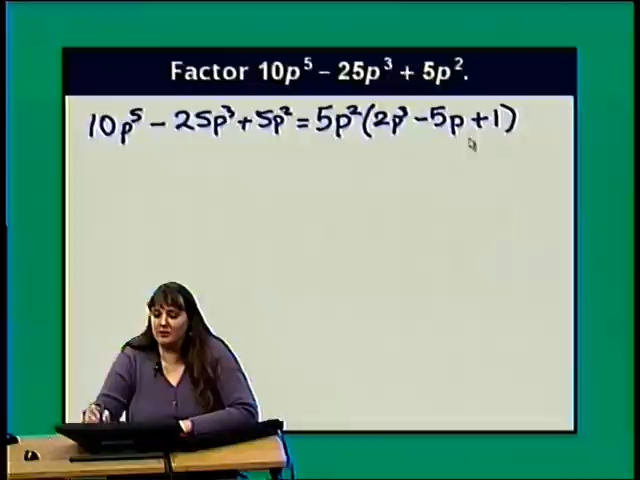 Factor 10p⁵ – 25p³ + 5p².
10p⁵ – 25p³ + 5p² = 5p²(2p³ – 5p + 1)